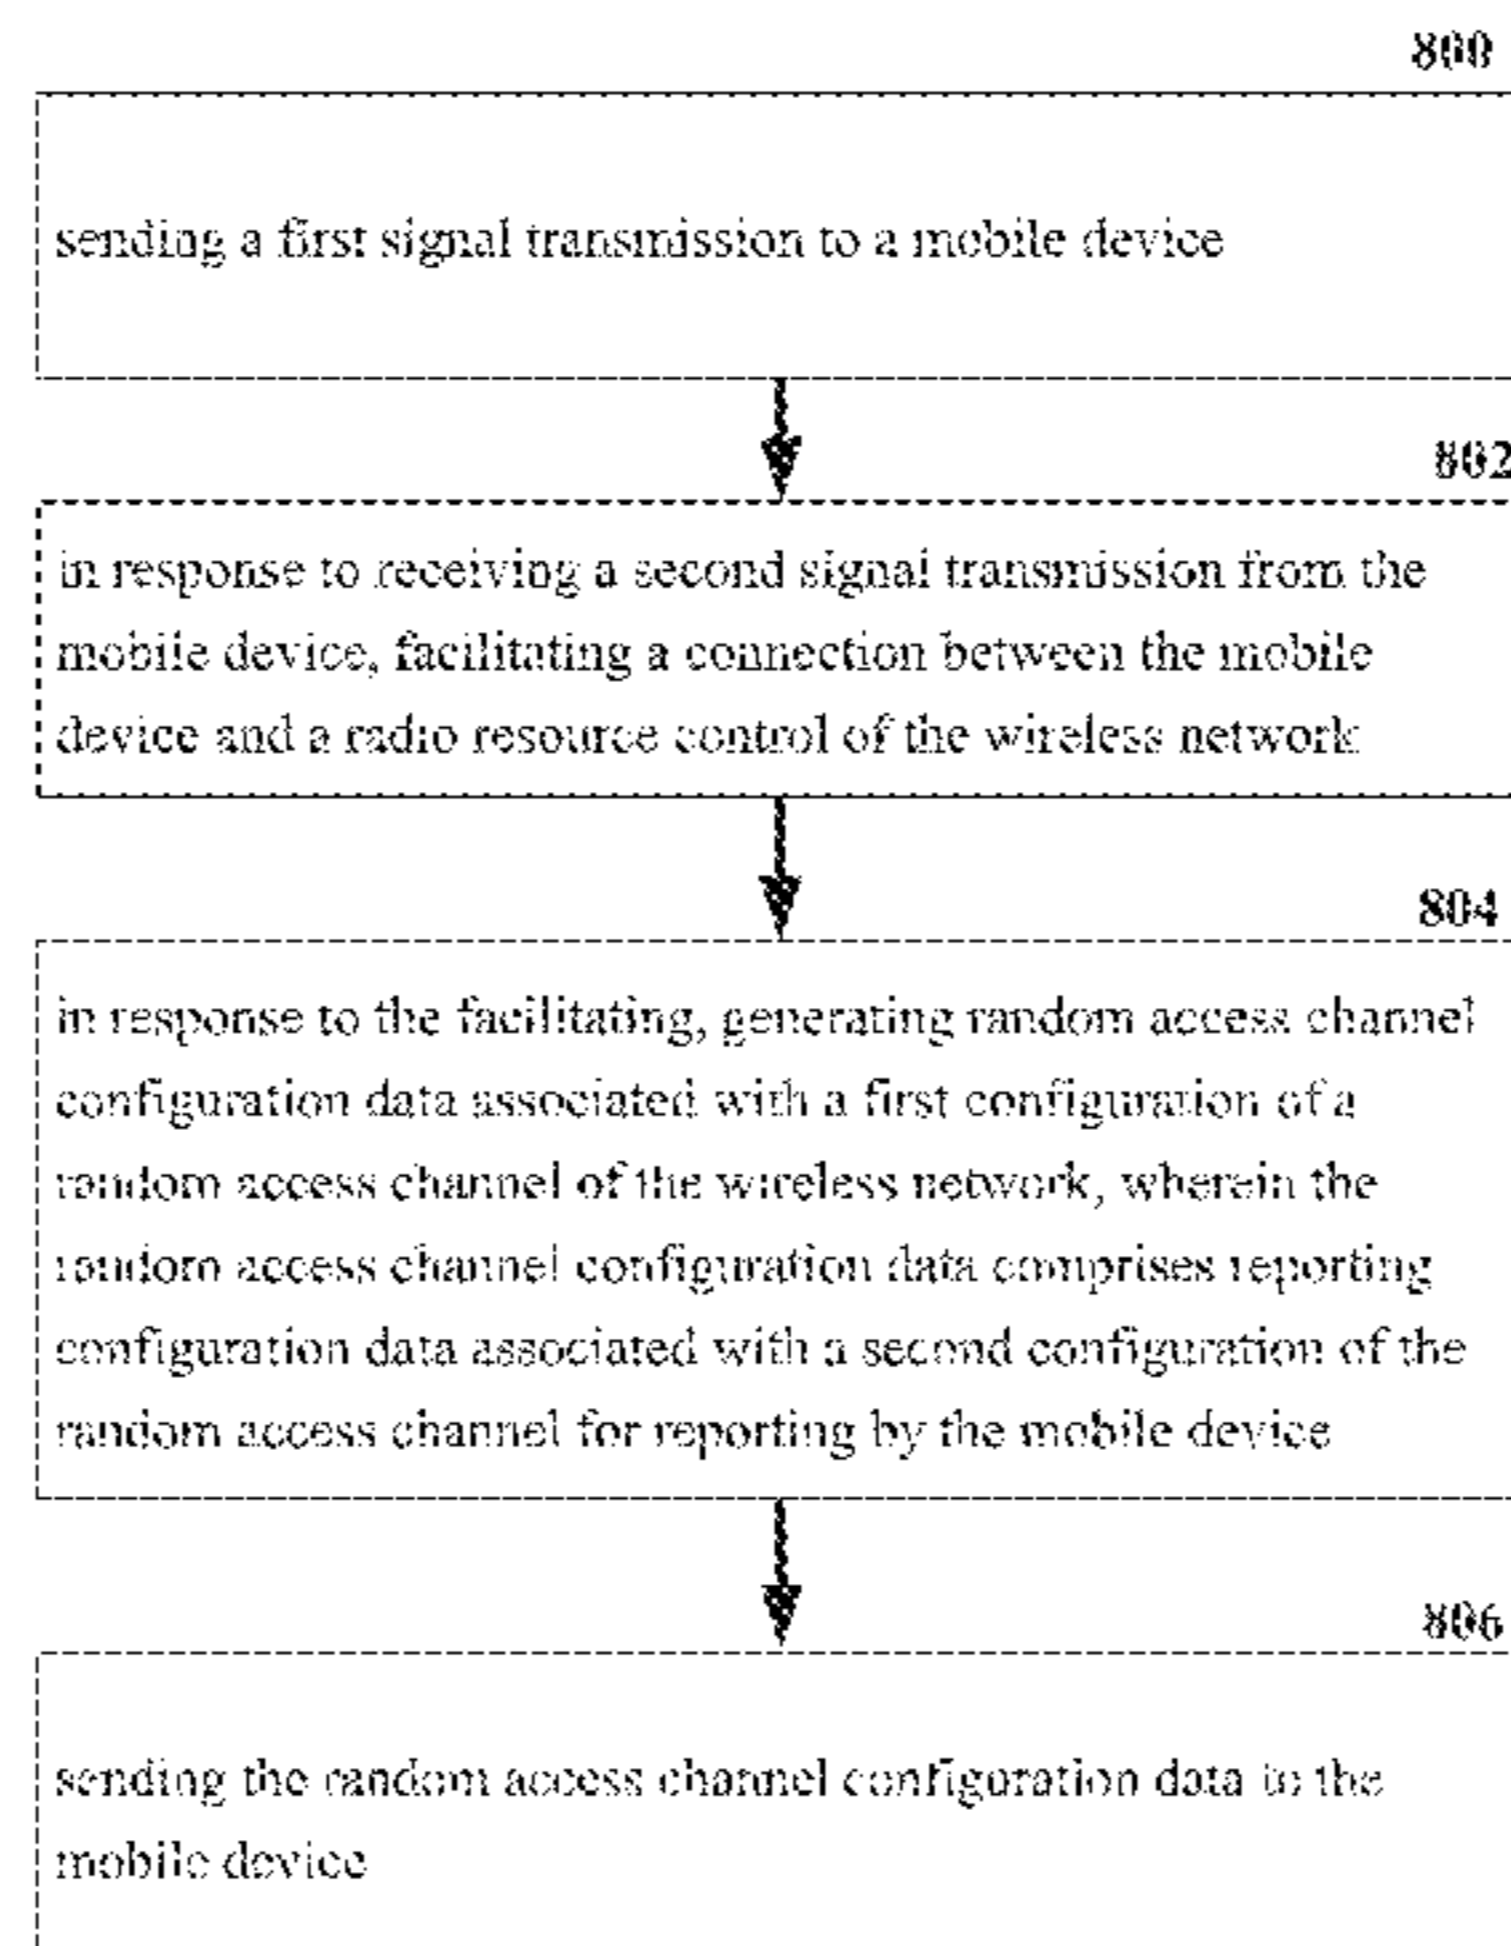 800
sending a first signal transmission to a mobile device
802
in response to receiving a second signal transmission from the
mobile device, facilitating a connection between the mobile
device and a radio resource control of the wireless network
804
in response to the facilitating, generating random access channel
configuration data associated with a first configuration of a
random access channel of the wireless network, wherein the
random access channel configuration data comprises reporting
configuration data associated with a second configuration of the
random access channel for reporting by the mobile device
806
sending the random access channel configuration data to the
mobile device